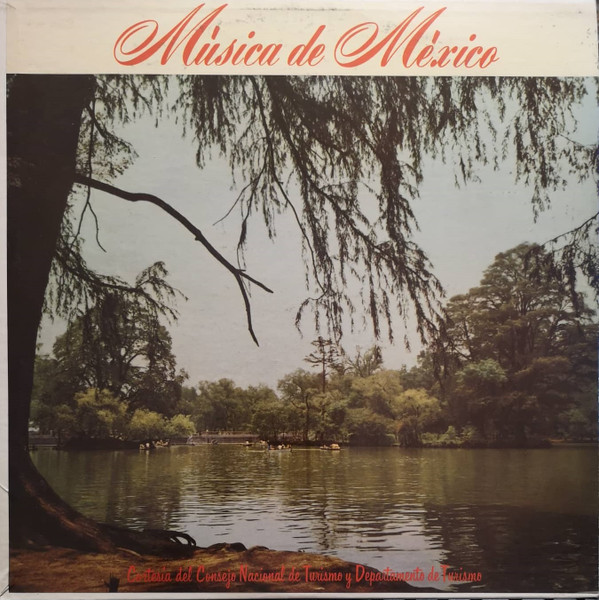 Música de México
Cortesía del Consejo Nacional de Turismo y Departamento de Turismo